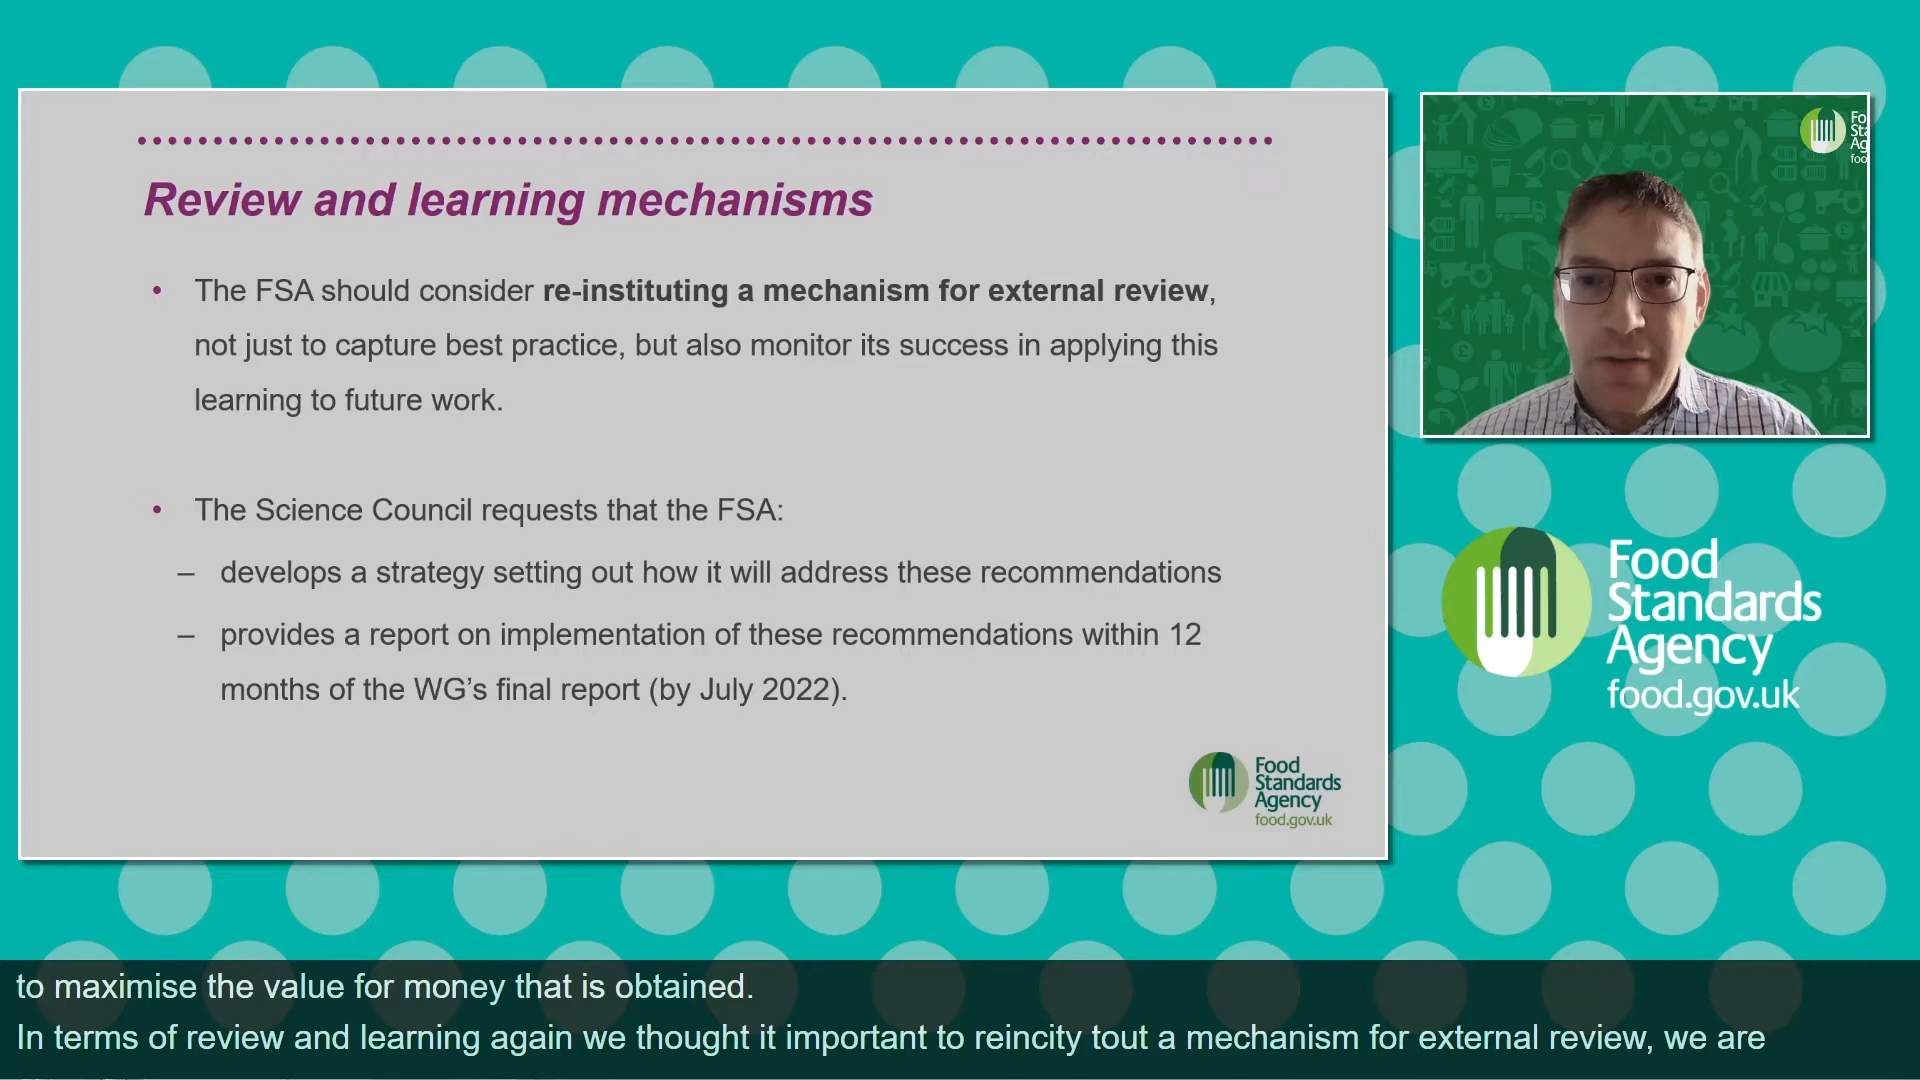 Review and learning mechanisms
• The FSA should consider re-instituting a mechanism for external review,
not just to capture best practice, but also monitor its success in applying this
learning to future work.
• The Science Council requests that the FSA:
– develops a strategy setting out how it will address these recommendations
– provides a report on implementation of these recommendations within 12
months of the WG’s final report (by July 2022).
Food
Standards
Agency
food.gov.uk
Food
Standards
Agency
food.gov.uk
to maximise the value for money that is obtained.
In terms of review and learning again we thought it important to reincity tout a mechanism for external review, we are